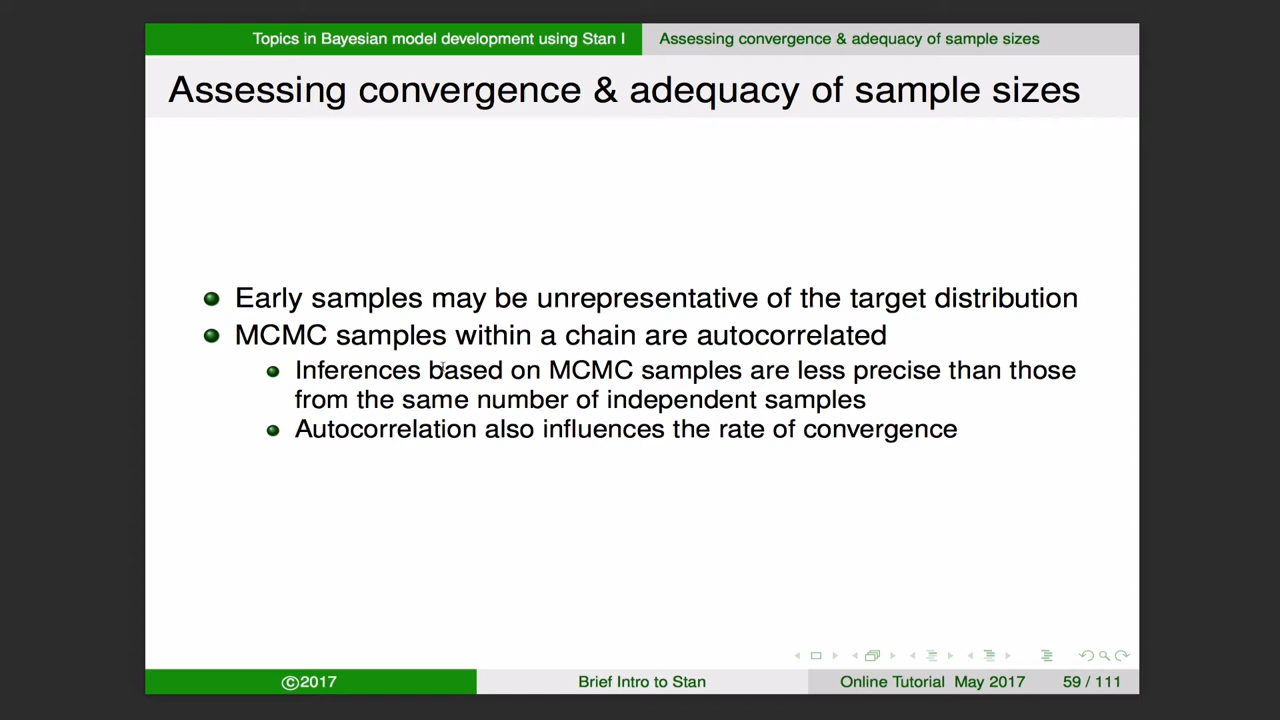 Topics in Bayesian model development using Stan I
Assessing convergence & adequacy of sample sizes
Assessing convergence & adequacy of sample sizes
Early samples may be unrepresentative of the target distribution
MCMC samples within a chain are autocorrelated
Inferences based on MCMC samples are less precise than those
from the same number of independent samples
Autocorrelation also influences the rate of convergence
©2017
Brief Intro to Stan
Online Tutorial May 2017
59 / 111